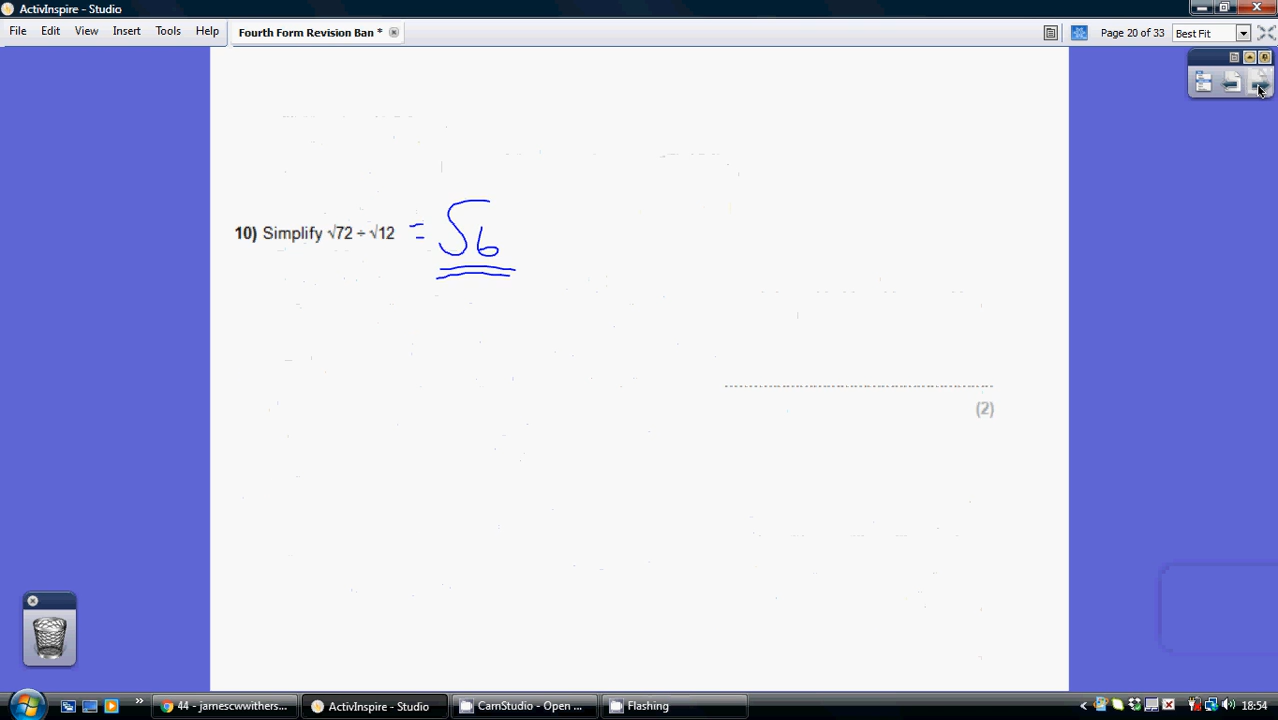 ActivInspire - Studio
File Edit View Insert Tools Help
Fourth Form Revision Ban *
Page 20 of 33
Best Fit
10) Simplify √72 ÷ √12 = √6
(2)
44 - jamescwwithers...
ActivInspire - Studio
CamStudio - Open ...
Flashing
18:54